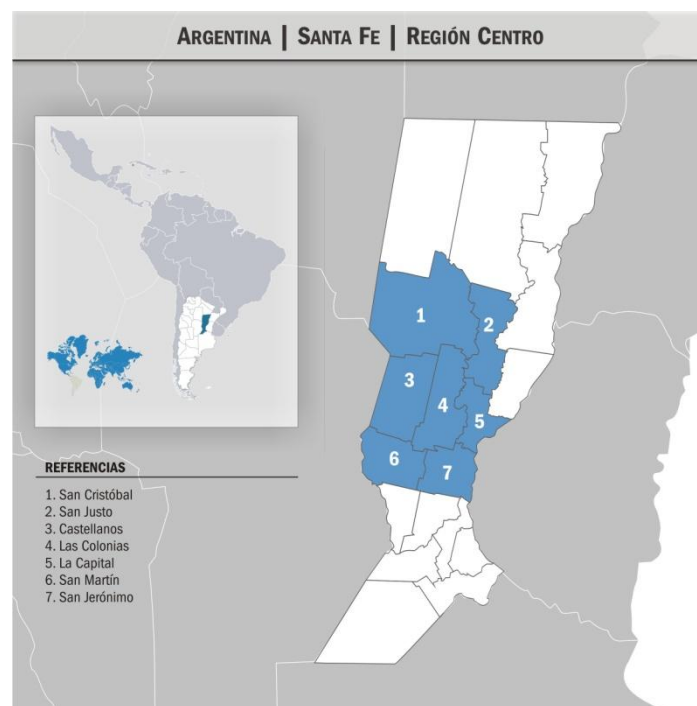 ARGENTINA | SANTA FE | REGIÓN CENTRO
1
2
3
4
5
6
7
REFERENCIAS
1. San Cristóbal
2. San Justo
3. Castellanos
4. Las Colonias
5. La Capital
6. San Martín
7. San Jerónimo